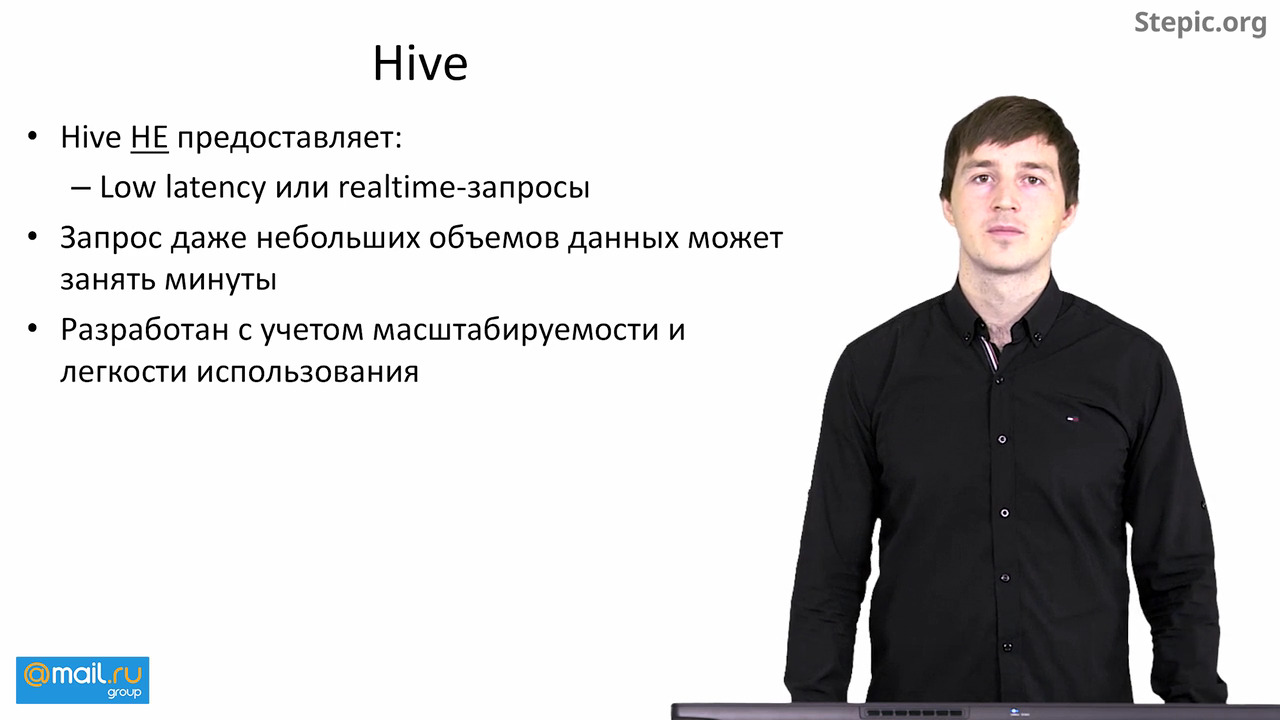 Stepic.org
Hive
• Hive НЕ предоставляет:
– Low latency или realtime-запросы
• Запрос даже небольших объемов данных может
занять минуты
• Разработан с учетом масштабируемости и
легкости использования
@mail.ru
group